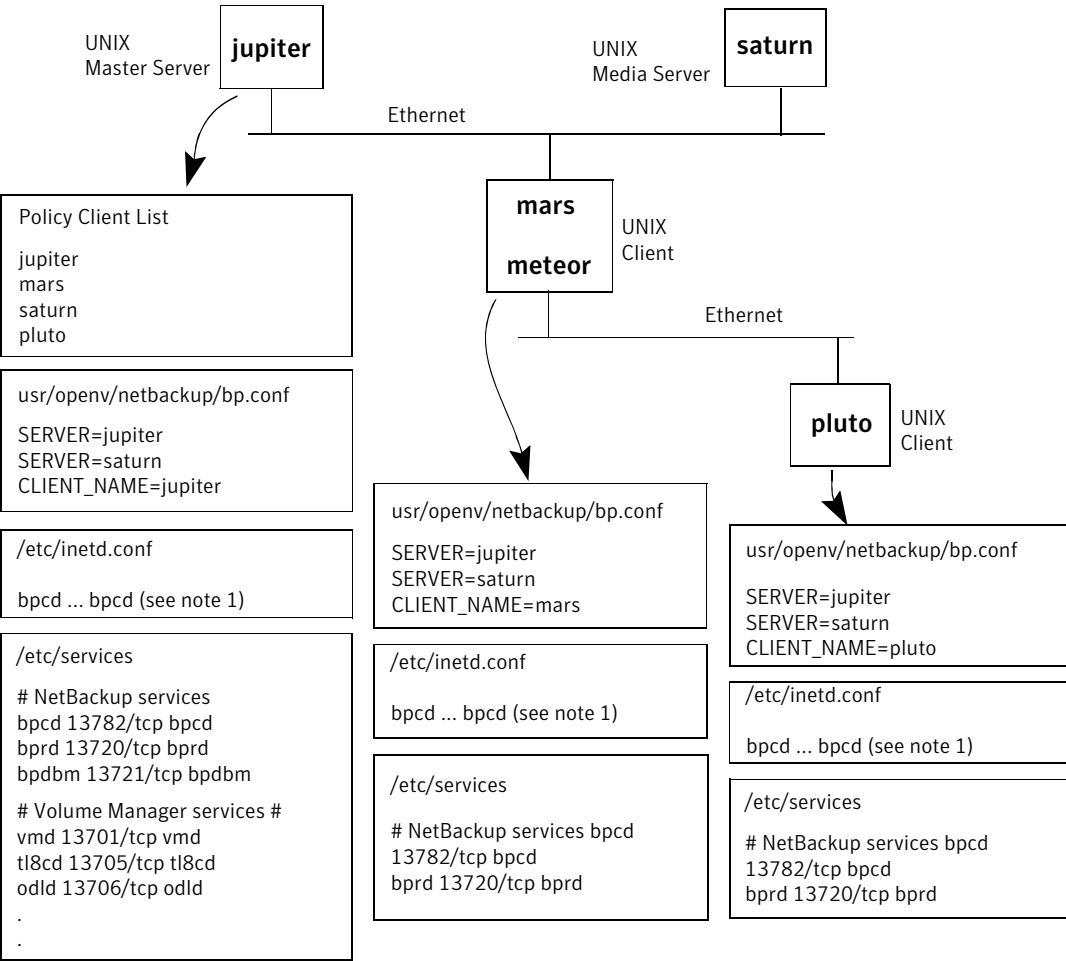 UNIX
Master Server
jupiter
UNIX
Media Server
saturn
Ethernet
mars
meteor
UNIX
Client
Ethernet
pluto
UNIX
Client
Policy Client List
jupiter
mars
saturn
pluto
usr/openv/netbackup/bp.conf
SERVER=jupiter
SERVER=saturn
CLIENT_NAME=jupiter
/etc/inetd.conf
bpcd ... bpcd (see note 1)
/etc/services
# NetBackup services
bpcd 13782/tcp bpcd
bprd 13720/tcp bprd
bpdbm 13721/tcp bpdbm
# Volume Manager services #
vmd 13701/tcp vmd
tl8cd 13705/tcp tl8cd
odld 13706/tcp odld
.
.
usr/openv/netbackup/bp.conf
SERVER=jupiter
SERVER=saturn
CLIENT_NAME=mars
/etc/inetd.conf
bpcd ... bpcd (see note 1)
/etc/services
# NetBackup services bpcd
13782/tcp bpcd
bprd 13720/tcp bprd
usr/openv/netbackup/bp.conf
SERVER=jupiter
SERVER=saturn
CLIENT_NAME=pluto
/etc/inetd.conf
bpcd ... bpcd (see note 1)
/etc/services
# NetBackup services bpcd
13782/tcp bpcd
bprd 13720/tcp bprd